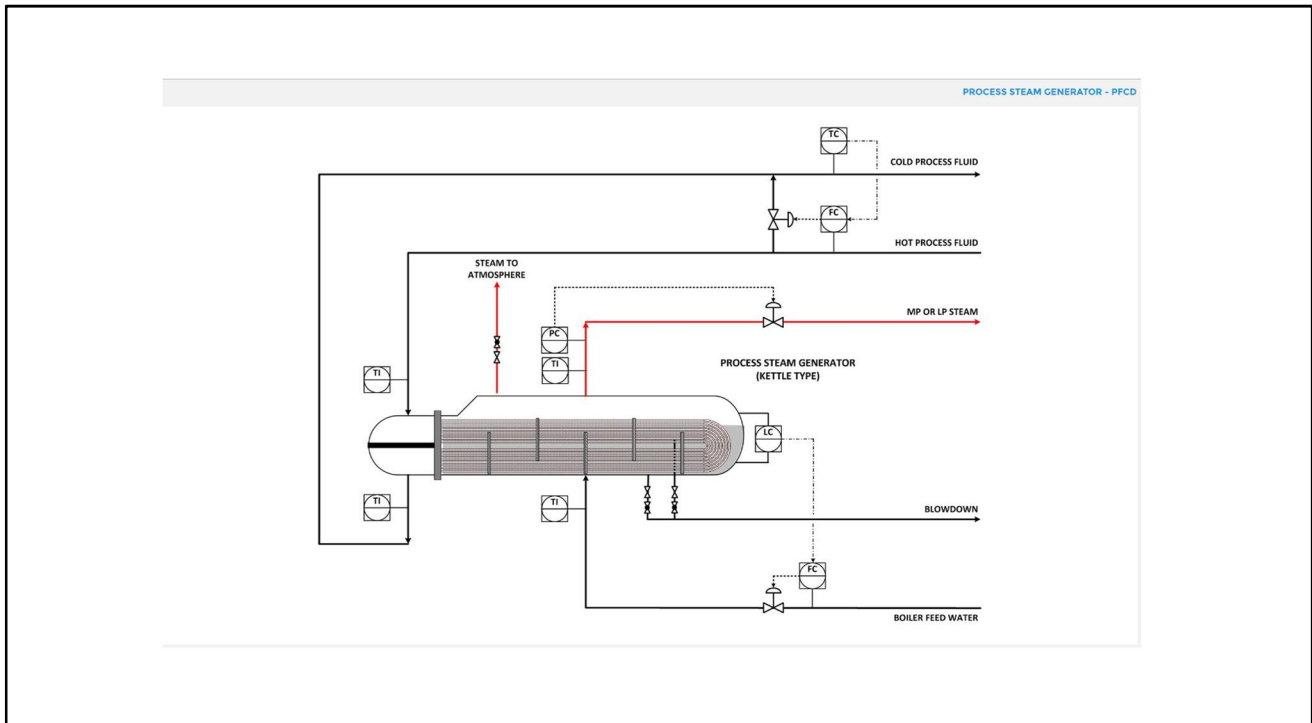 PROCESS STEAM GENERATOR - PFCD
TC
COLD PROCESS FLUID
FC
HOT PROCESS FLUID
STEAM TO
ATMOSPHERE
MP OR LP STEAM
PC
TI
PROCESS STEAM GENERATOR
(KETTLE TYPE)
TI
LC
TI
TI
BLOWDOWN
FC
BOILER FEED WATER